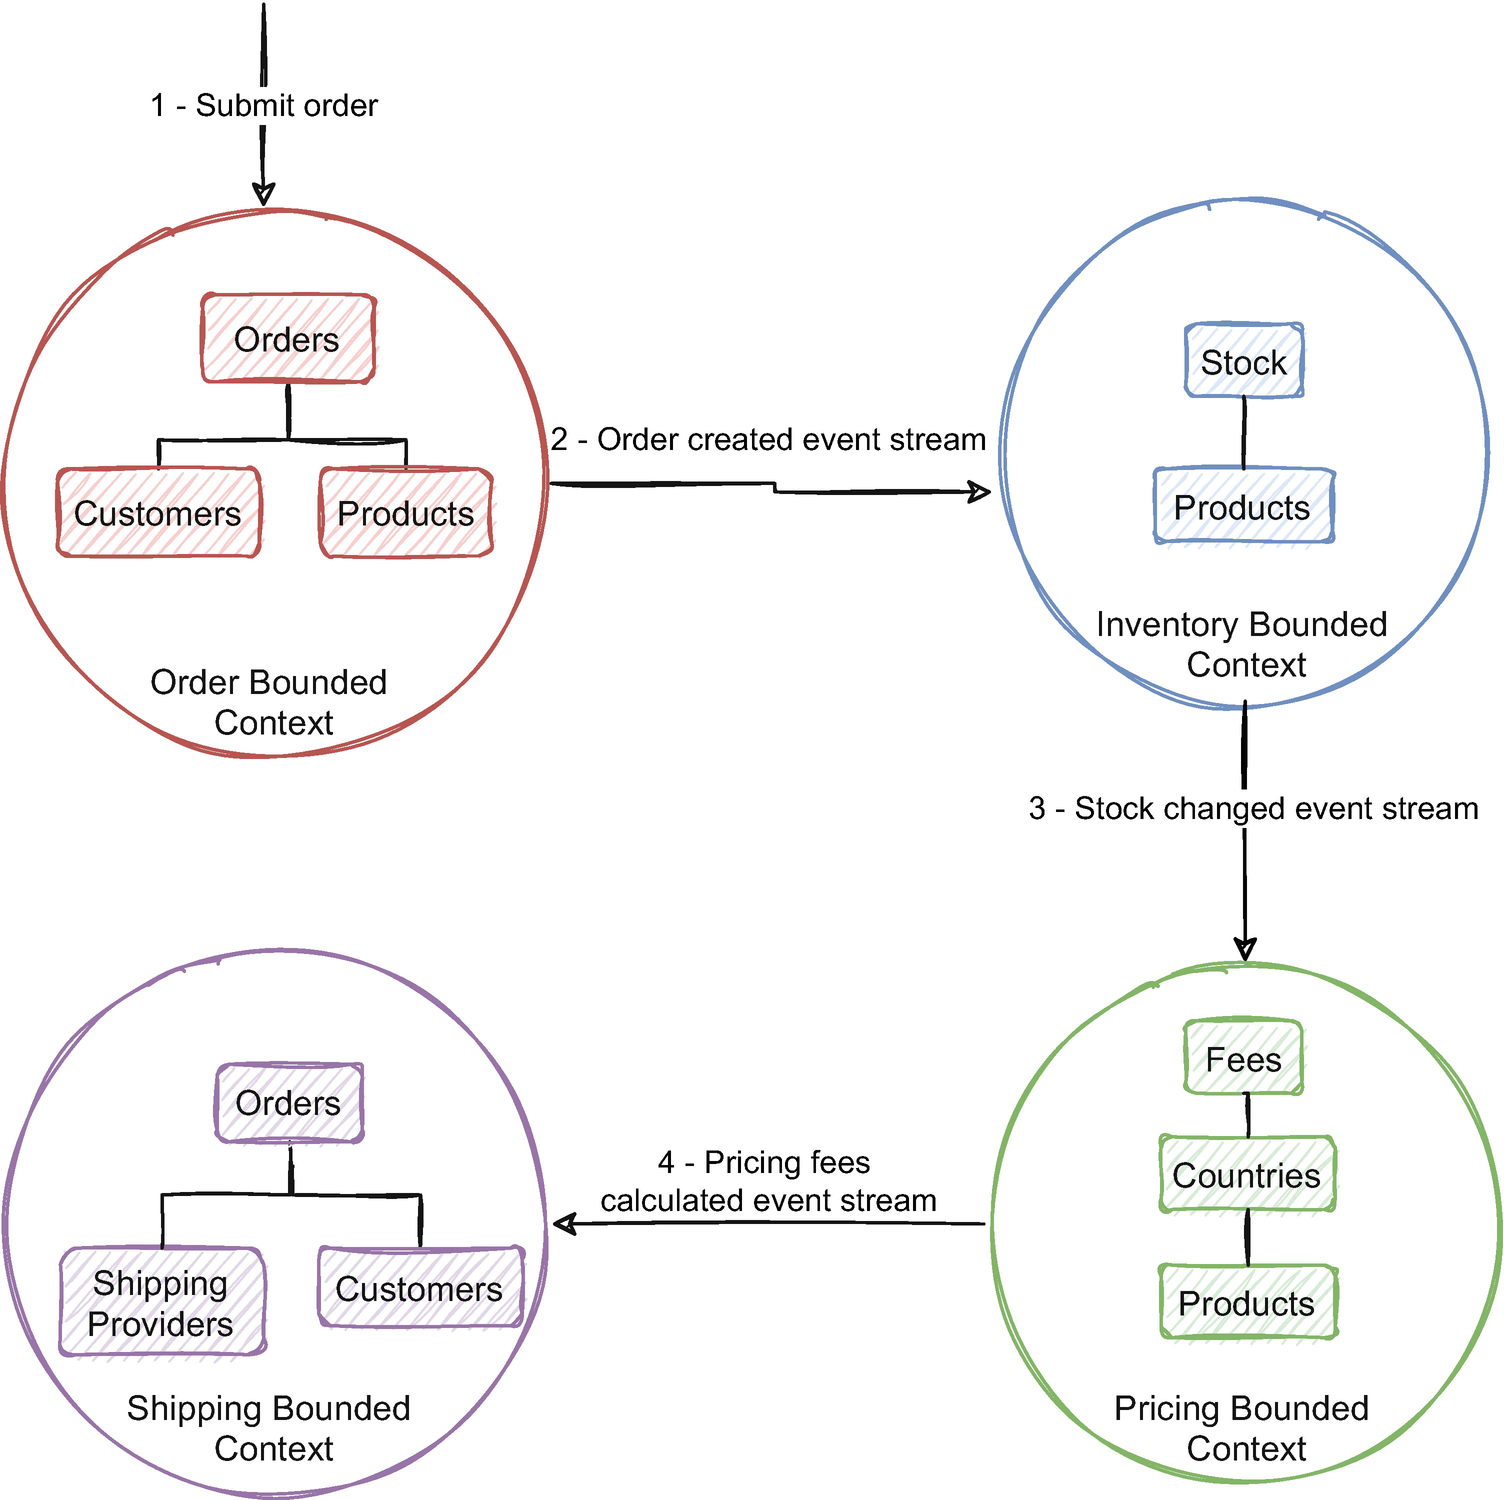 1 - Submit order
Orders
Customers
Products
Order Bounded
Context
2 - Order created event stream
Stock
Products
Inventory Bounded
Context
3 - Stock changed event stream
Fees
Countries
Products
Pricing Bounded
Context
4 - Pricing fees
calculated event stream
Orders
Shipping
Providers
Customers
Shipping Bounded
Context